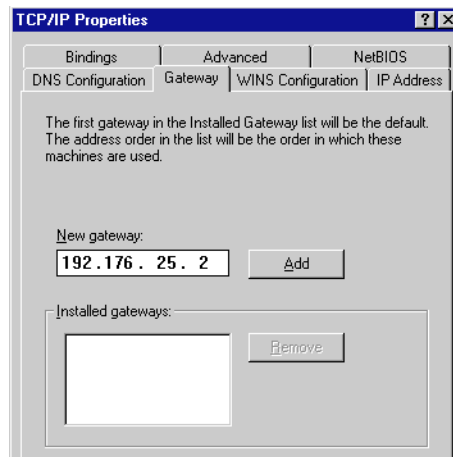 TCP/IP Properties
Bindings Advanced NetBIOS
DNS Configuration Gateway WINS Configuration IP Address
The first gateway in the Installed Gateway list will be the default.
The address order in the list will be the order in which these
machines are used.
New gateway:
192.176. 25. 2 Add
Installed gateways:
Remove